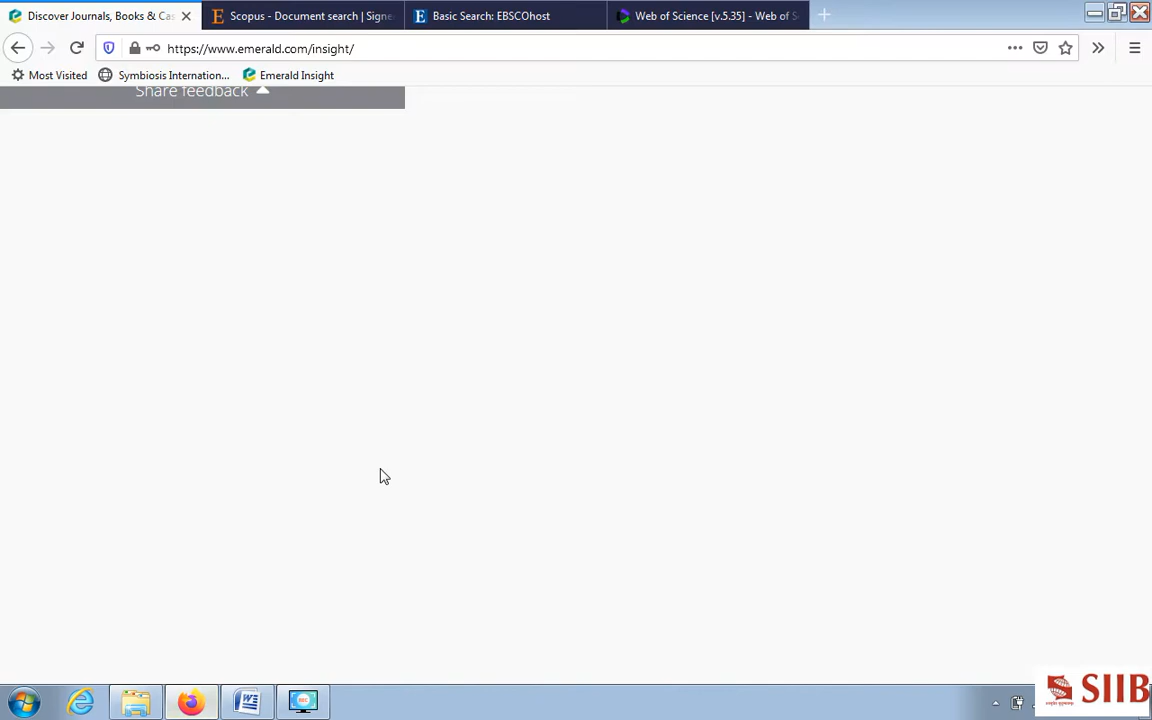 Discover Journals, Books & Cas
Scopus - Document search | Signe
Basic Search: EBSCOhost
Web of Science [v.5.35] - Web of S
https://www.emerald.com/insight/
Most Visited
Symbiosis Internation...
Emerald Insight
Share feedback
SIIB